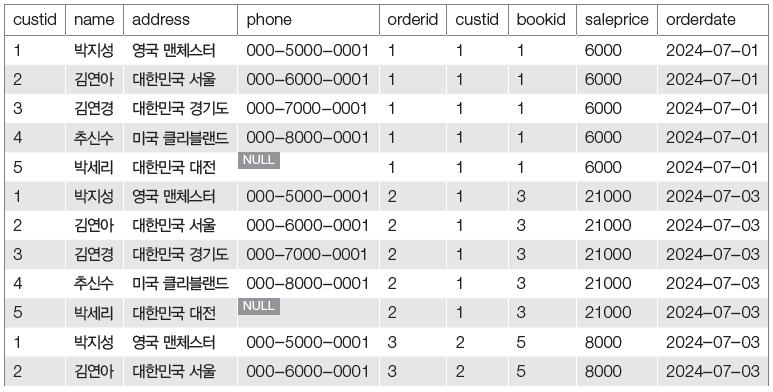 custid name address phone orderid custid bookid saleprice orderdate
1 박지성 영국 맨체스터 000-5000-0001 1 1 1 6000 2024-07-01
2 김연아 대한민국 서울 000-6000-0001 1 1 1 6000 2024-07-01
3 김연경 대한민국 경기도 000-7000-0001 1 1 1 6000 2024-07-01
4 추신수 미국 클리블랜드 000-8000-0001 1 1 1 6000 2024-07-01
5 박세리 대한민국 대전 NULL 1 1 1 6000 2024-07-01
1 박지성 영국 맨체스터 000-5000-0001 2 1 3 21000 2024-07-03
2 김연아 대한민국 서울 000-6000-0001 2 1 3 21000 2024-07-03
3 김연경 대한민국 경기도 000-7000-0001 2 1 3 21000 2024-07-03
4 추신수 미국 클리블랜드 000-8000-0001 2 1 3 21000 2024-07-03
5 박세리 대한민국 대전 NULL 2 1 3 21000 2024-07-03
1 박지성 영국 맨체스터 000-5000-0001 3 2 5 8000 2024-07-03
2 김연아 대한민국 서울 000-6000-0001 3 2 5 8000 2024-07-03